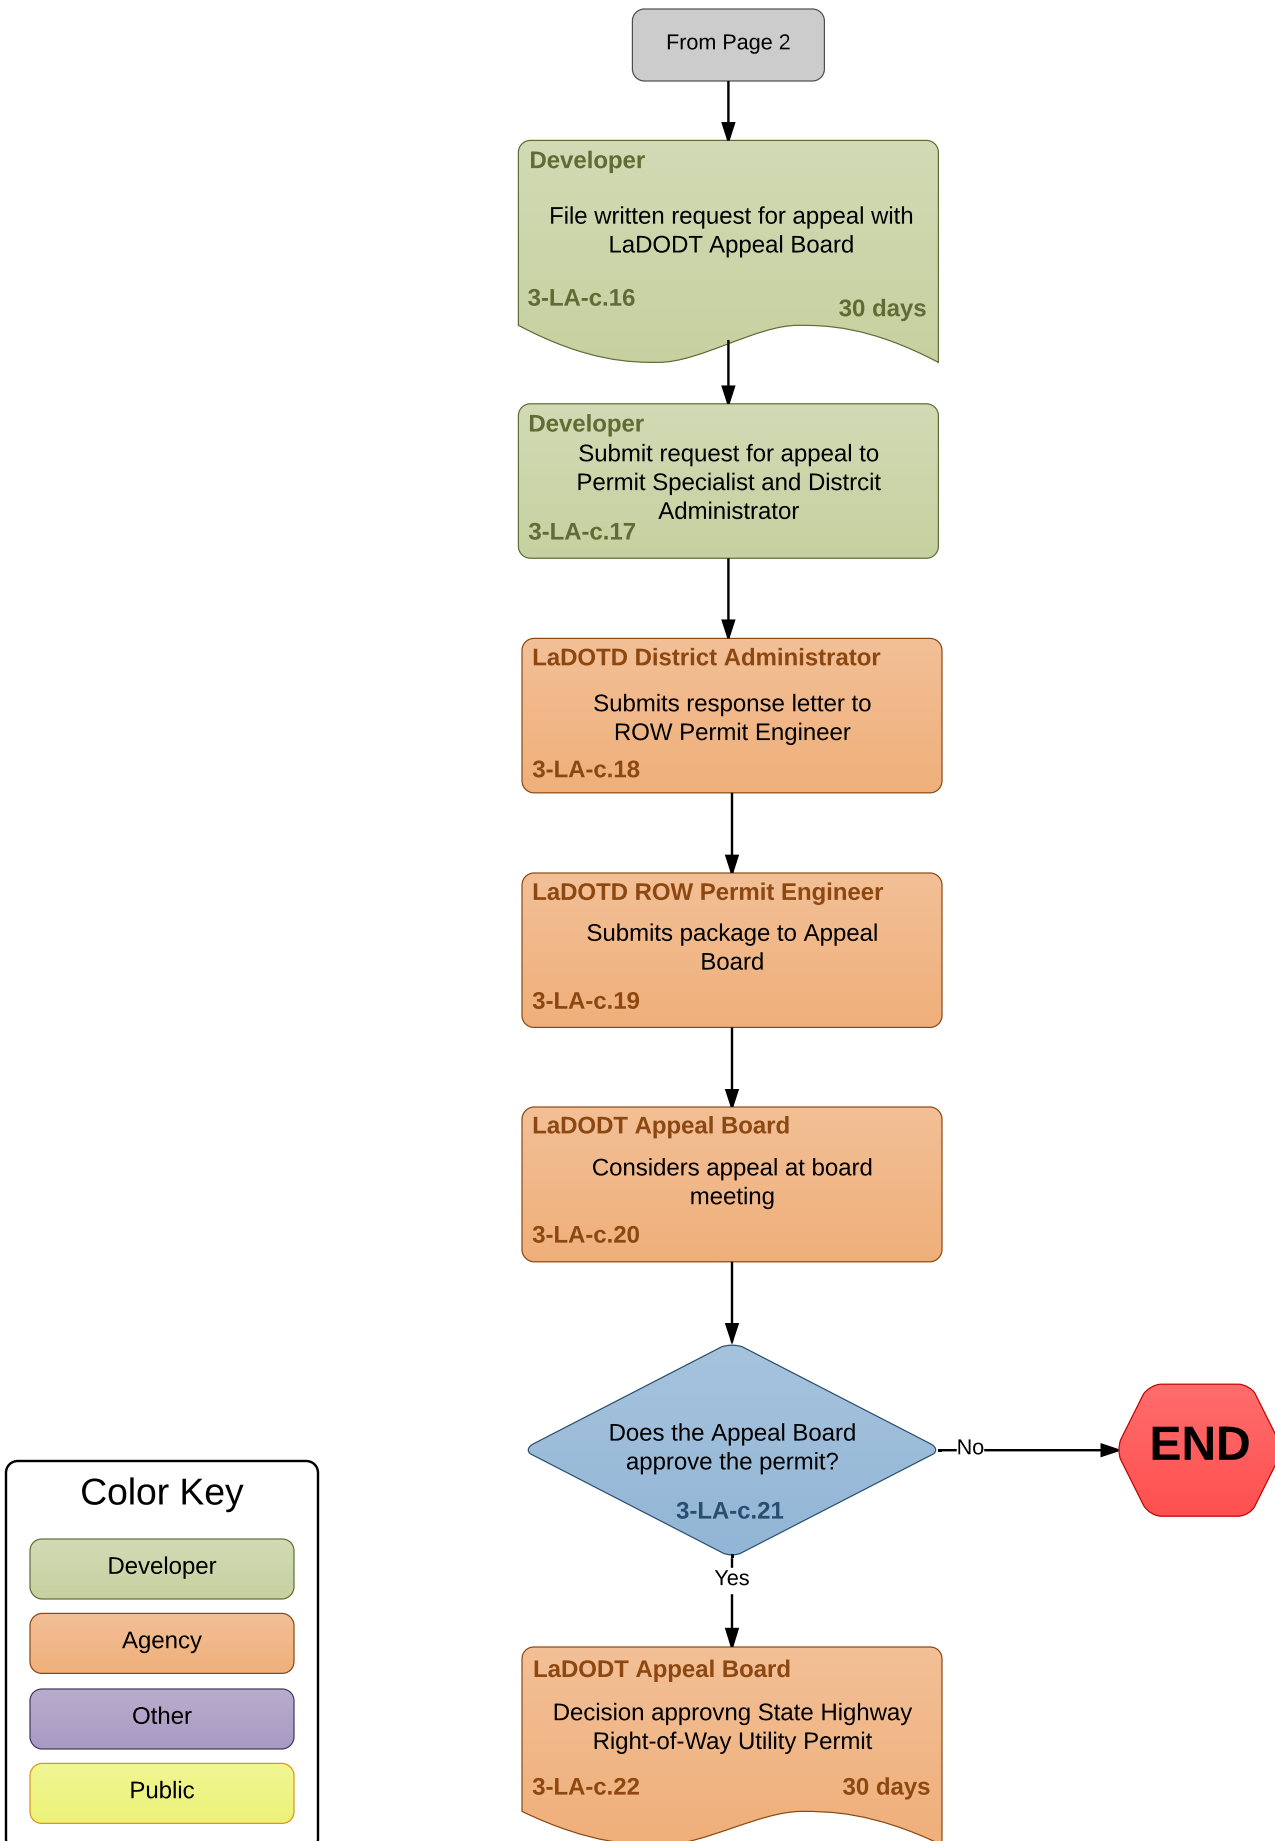 From Page 2
Developer
File written request for appeal with
LaDODT Appeal Board
3-LA-c.16
30 days
Developer
Submit request for appeal to
Permit Specialist and Distrcit
Administrator
3-LA-c.17
LaDOTD District Administrator
Submits response letter to
ROW Permit Engineer
3-LA-c.18
LaDOTD ROW Permit Engineer
Submits package to Appeal
Board
3-LA-c.19
LaDODT Appeal Board
Considers appeal at board
meeting
3-LA-c.20
Does the Appeal Board
approve the permit?
3-LA-c.21
No
END
Yes
LaDODT Appeal Board
Decision approvng State Highway
Right-of-Way Utility Permit
3-LA-c.22
30 days
Color Key
Developer
Agency
Other
Public